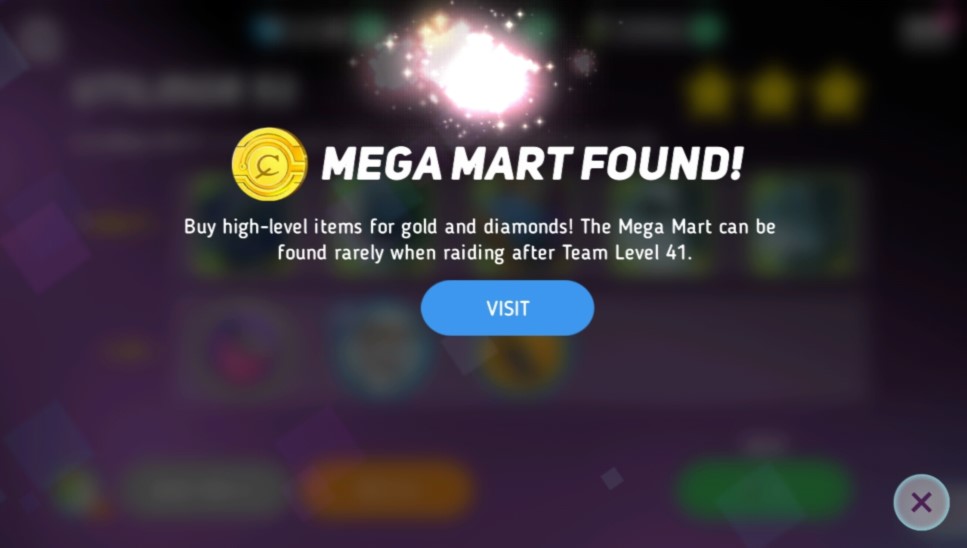 MEGA MART FOUND!
Buy high-level items for gold and diamonds! The Mega Mart can be
found rarely when raiding after Team Level 41.
VISIT